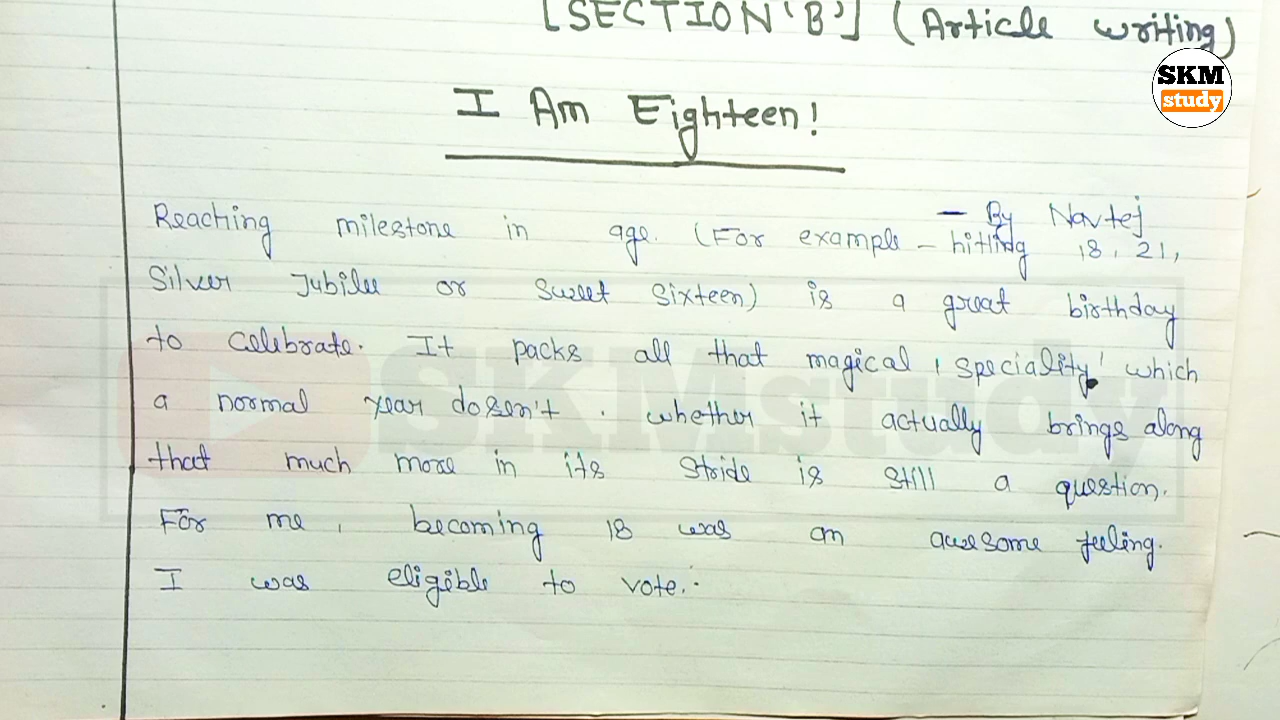 [SECTION 'B'] (Article writing)
SKM
study
I Am Eighteen!
- By Navtej
Reaching milestone in age. (For example - hitting 18, 21,
Silver Jubilee or sweet sixteen) is a great birthday
to celebrate. It packs all that magical 'speciality' which
a normal year dosen't. whether it actually brings along
that much more in its stride is still a question.
For me, becoming 18 was an awesome feeling.
I was eligible to vote.
SKMstudy